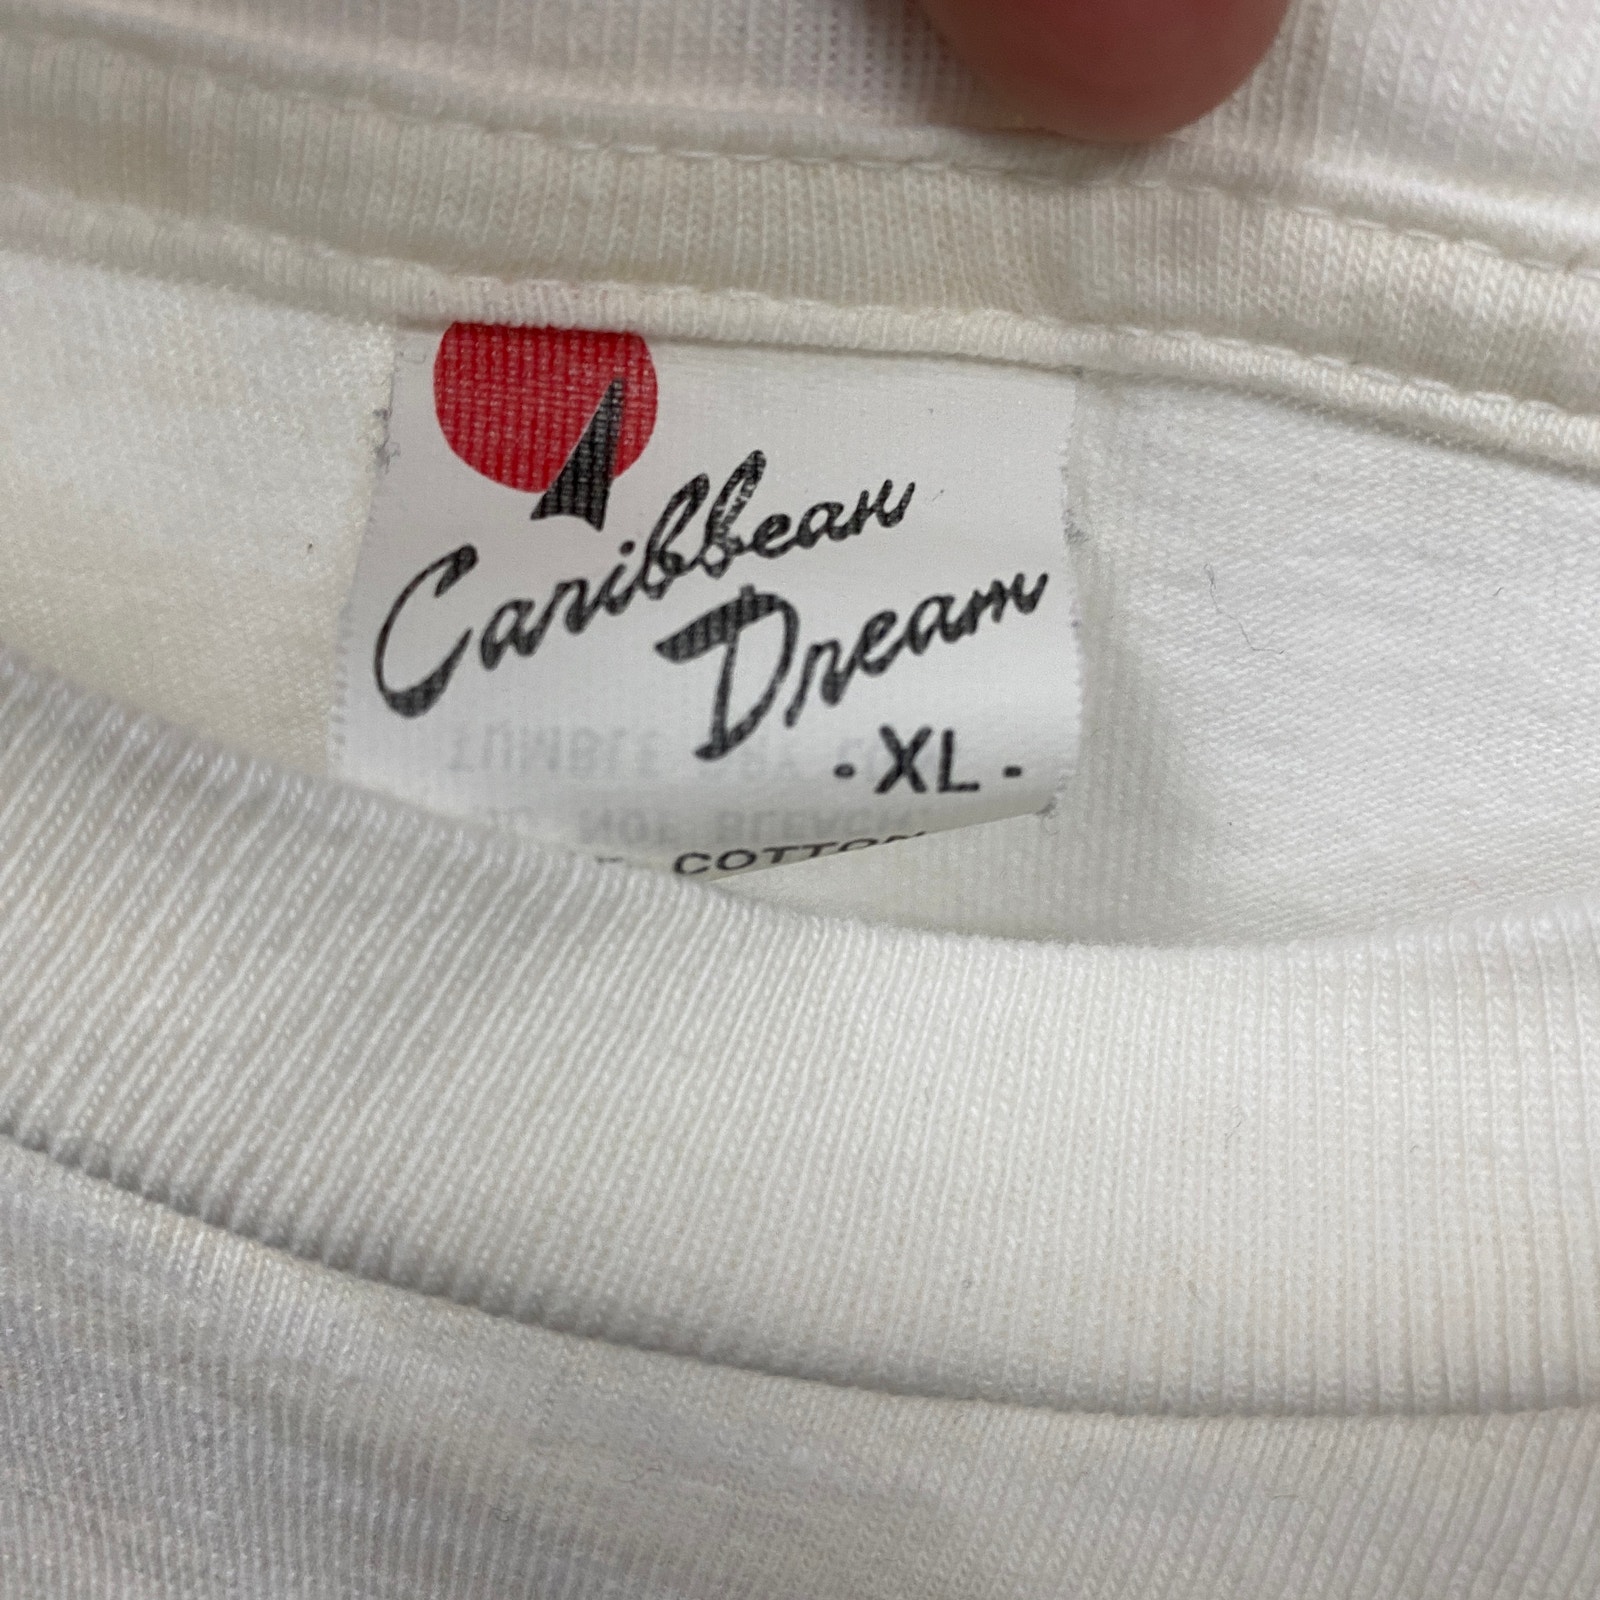 Caribbean
Dream
- XL -
COTTON